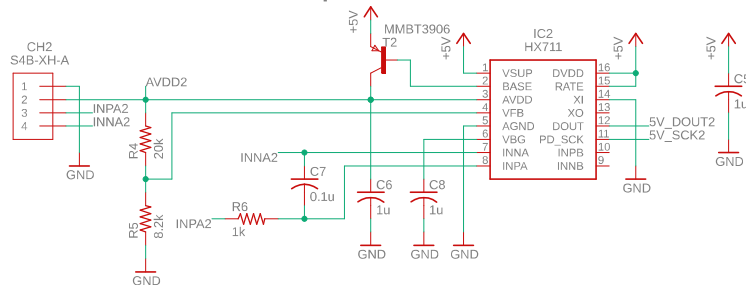 +5V
MMBT3906
T2
+5V
IC2
HX711
+5V
+5V
CH2
S4B-XH-A
1
2
3
4
INPA2
INNA2
GND
AVDD2
R4
20k
R5
8.2k
GND
INNA2
C7
0.1u
INPA2
R6
1k
C6
1u
GND
C8
1u
GND
GND
1 VSUP DVDD 16
2 BASE RATE 15
3 AVDD XI 14
4 VFB XO 13
5 AGND DOUT 12
6 VBG PD_SCK 11
7 INNA INPB 10
8 INPA INNB 9
5V_DOUT2
5V_SCK2
GND
1u
GND